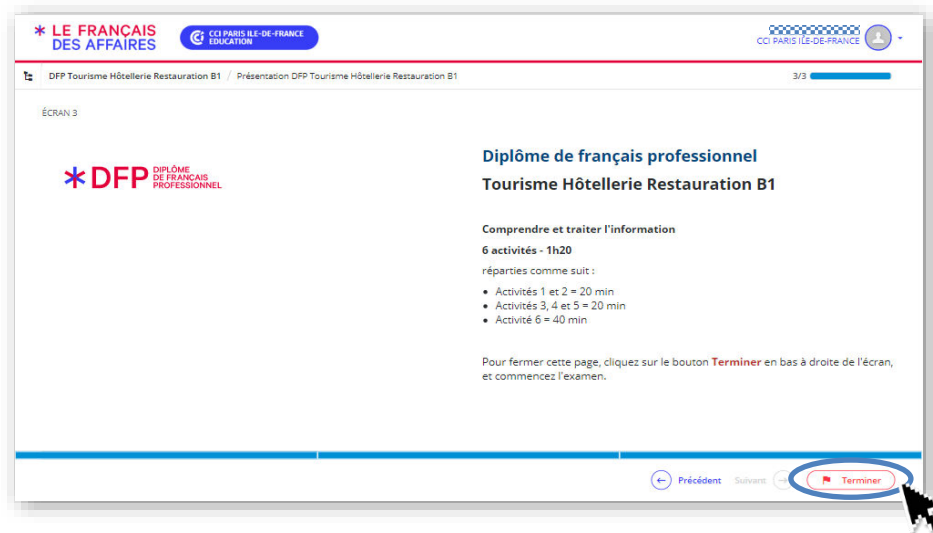 LE FRANÇAIS
DES AFFAIRES
CCI PARIS ILE-DE-FRANCE
EDUCATION
CCI PARIS ILE-DE-FRANCE
DFP Tourisme Hôtellerie Restauration B1 / Présentation DFP Tourisme Hôtellerie Restauration B1
3/3
ÉCRAN 3
DFP DIPLÔME
DE FRANÇAIS
PROFESSIONNEL
Diplôme de français professionnel
Tourisme Hôtellerie Restauration B1
Comprendre et traiter l'information
6 activités - 1h20
réparties comme suit :
• Activités 1 et 2 = 20 min
• Activités 3, 4 et 5 = 20 min
• Activité 6 = 40 min
Pour fermer cette page, cliquez sur le bouton Terminer en bas à droite de l'écran,
et commencez l'examen.
Précédent Suivant Terminer